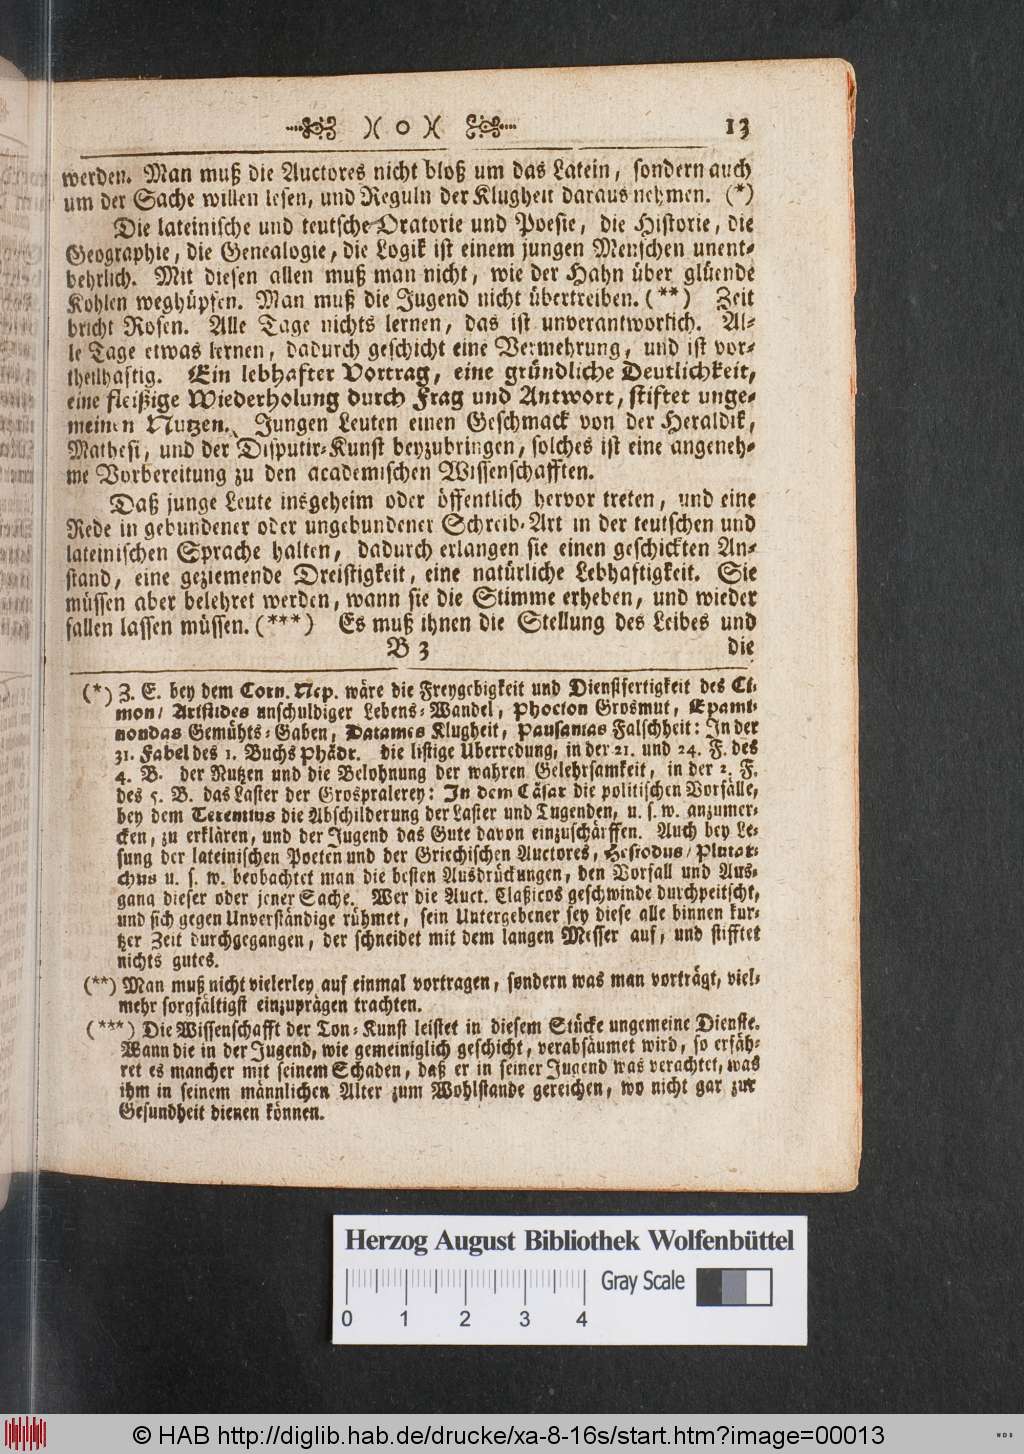 )( o )( 13
werden. Man muß die Auctores nicht bloß um das Latein, sondern auch
um der Sache willen lesen, und Reguln der Klugheit daraus nehmen. (*)
Die lateinische und teutsche Oratorie und Poesie, die Historie, die
Geographie, die Genealogie, die Logik ist einem jungen Menschen unent-
behrlich. Mit diesen allen muß man nicht, wie der Hahn über glüende
Kohlen weghüpfen. Man muß die Jugend nicht übertreiben. (**) Zeit
bricht Rosen. Alle Tage nichts lernen, das ist unverantwortlich. Al-
le Tage etwas lernen, dadurch geschicht eine Vermehrung, und ist vor-
theilhaftig. Ein lebhafter Vortrag, eine gründliche Deutlichkeit,
eine fleißige Wiederholung durch Frag und Antwort, stiftet unge-
meinen Nutzen. Jungen Leuten einen Geschmack von der Heraldik,
Mathesi, und der Disputir-Kunst beyzubringen, solches ist eine angeneh-
me Vorbereitung zu den academischen Wissenschafften.
Daß junge Leute insgeheim oder öffentlich hervor treten, und eine
Rede in gebundener oder ungebundener Schreib-Art in der teutschen und
lateinischen Sprache halten, dadurch erlangen sie einen geschickten An-
stand, eine geziemende Dreistigkeit, eine natürliche Lebhaftigkeit. Sie
müssen aber belehret werden, wann sie die Stimme erheben, und wieder
fallen lassen müssen. (***) Es muß ihnen die Stellung des Leibes und
B 3 die
(*) Z. E. bey dem Corn. Nep. wäre die Freygebigkeit und Dienstfertigkeit des Ci-
mon/ Aristides unschuldiger Lebens-Wandel, Phocion Grosmut, Epami-
nondas Gemühts-Gaben, Datames Klugheit, Pausanias Falschheit: In der
31. Fabel des 1. Buchs Phädr. die listige Uberredung, in der 21. und 24. F. des
4. B. der Nutzen und die Belohnung der wahren Gelehrsamkeit, in der 2. F.
des 5. B. das Laster der Grospralerey: In dem Cäsar die politischen Vorfälle,
bey dem Terentius die Abschilderung der Laster und Tugenden, u. s. w. anzumer-
cken, zu erklären, und der Jugend das Gute davon einzuschärffen. Auch bey Le-
sung der lateinischen Poeten und der Griechischen Auctores, Hesiodus/ Plutar-
chus u. s. w. beobachtet man die besten Ausdrückungen, den Vorfall und Aus-
gang dieser oder jener Sache. Wer die Auct. Claßicos geschwinde durchpeitscht,
und sich gegen Unverständige rühmet, sein Untergebener sey diese alle binnen kur-
tzer Zeit durchgegangen, der schneidet mit dem langen Messer auf, und stifftet
nichts gutes.
(**) Man muß nicht vielerley auf einmal vortragen, sondern was man vorträgt, viel-
mehr sorgfältigst einzuprägen trachten.
(***) Die Wissenschafft der Ton-Kunst leistet in diesem Stücke ungemeine Dienste.
Wann die in der Jugend, wie gemeiniglich geschicht, verabsäumet wird, so erfäh-
ret es mancher mit seinem Schaden, daß er in seiner Jugend was verachtet, was
ihm in seinem männlichen Alter zum Wohlstande gereichen, wo nicht gar zur
Gesundheit dienen können.
Herzog August Bibliothek Wolfenbüttel
Gray Scale
0 1 2 3 4
© HAB http://diglib.hab.de/drucke/xa-8-16s/start.htm?image=00013